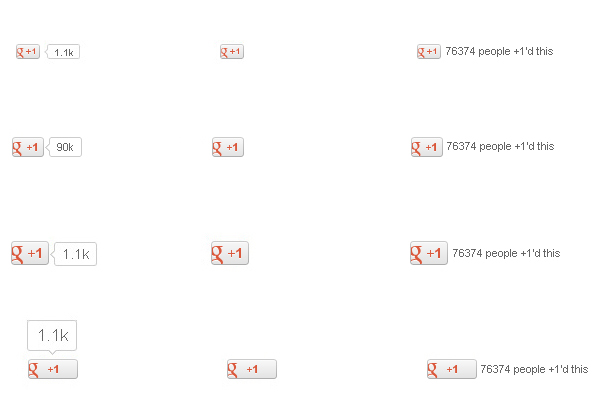 g +1 1.1k g +1 g +1 76374 people +1'd this
g +1 90k g +1 g +1 76374 people +1'd this
g +1 1.1k g +1 g +1 76374 people +1'd this
1.1k
g +1 g +1 g +1 76374 people +1'd this